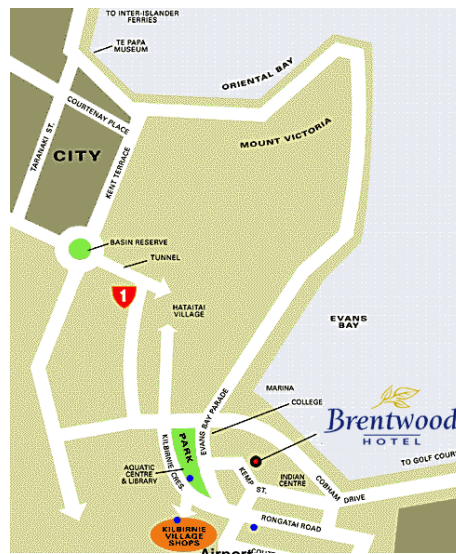 TO INTER-ISLANDER
FERRIES
TE PAPA
MUSEUM
ORIENTAL BAY
COURTENAY PLACE
TARANAKI ST.
MOUNT VICTORIA
CITY
KENT TERRACE
BASIN RESERVE
TUNNEL
1
HATAITAI
VILLAGE
EVANS
BAY
MARINA
COLLEGE
Brentwood
HOTEL
EVANS BAY PARADE
PARK
KILBIRNIE CRES.
AQUATIC
CENTRE
& LIBRARY
KEMP ST.
INDIAN
CENTRE
COBHAM DRIVE
TO GOLF COURS
RONGATAI ROAD
KILBIRNIE
VILLAGE
SHOPS
Airport